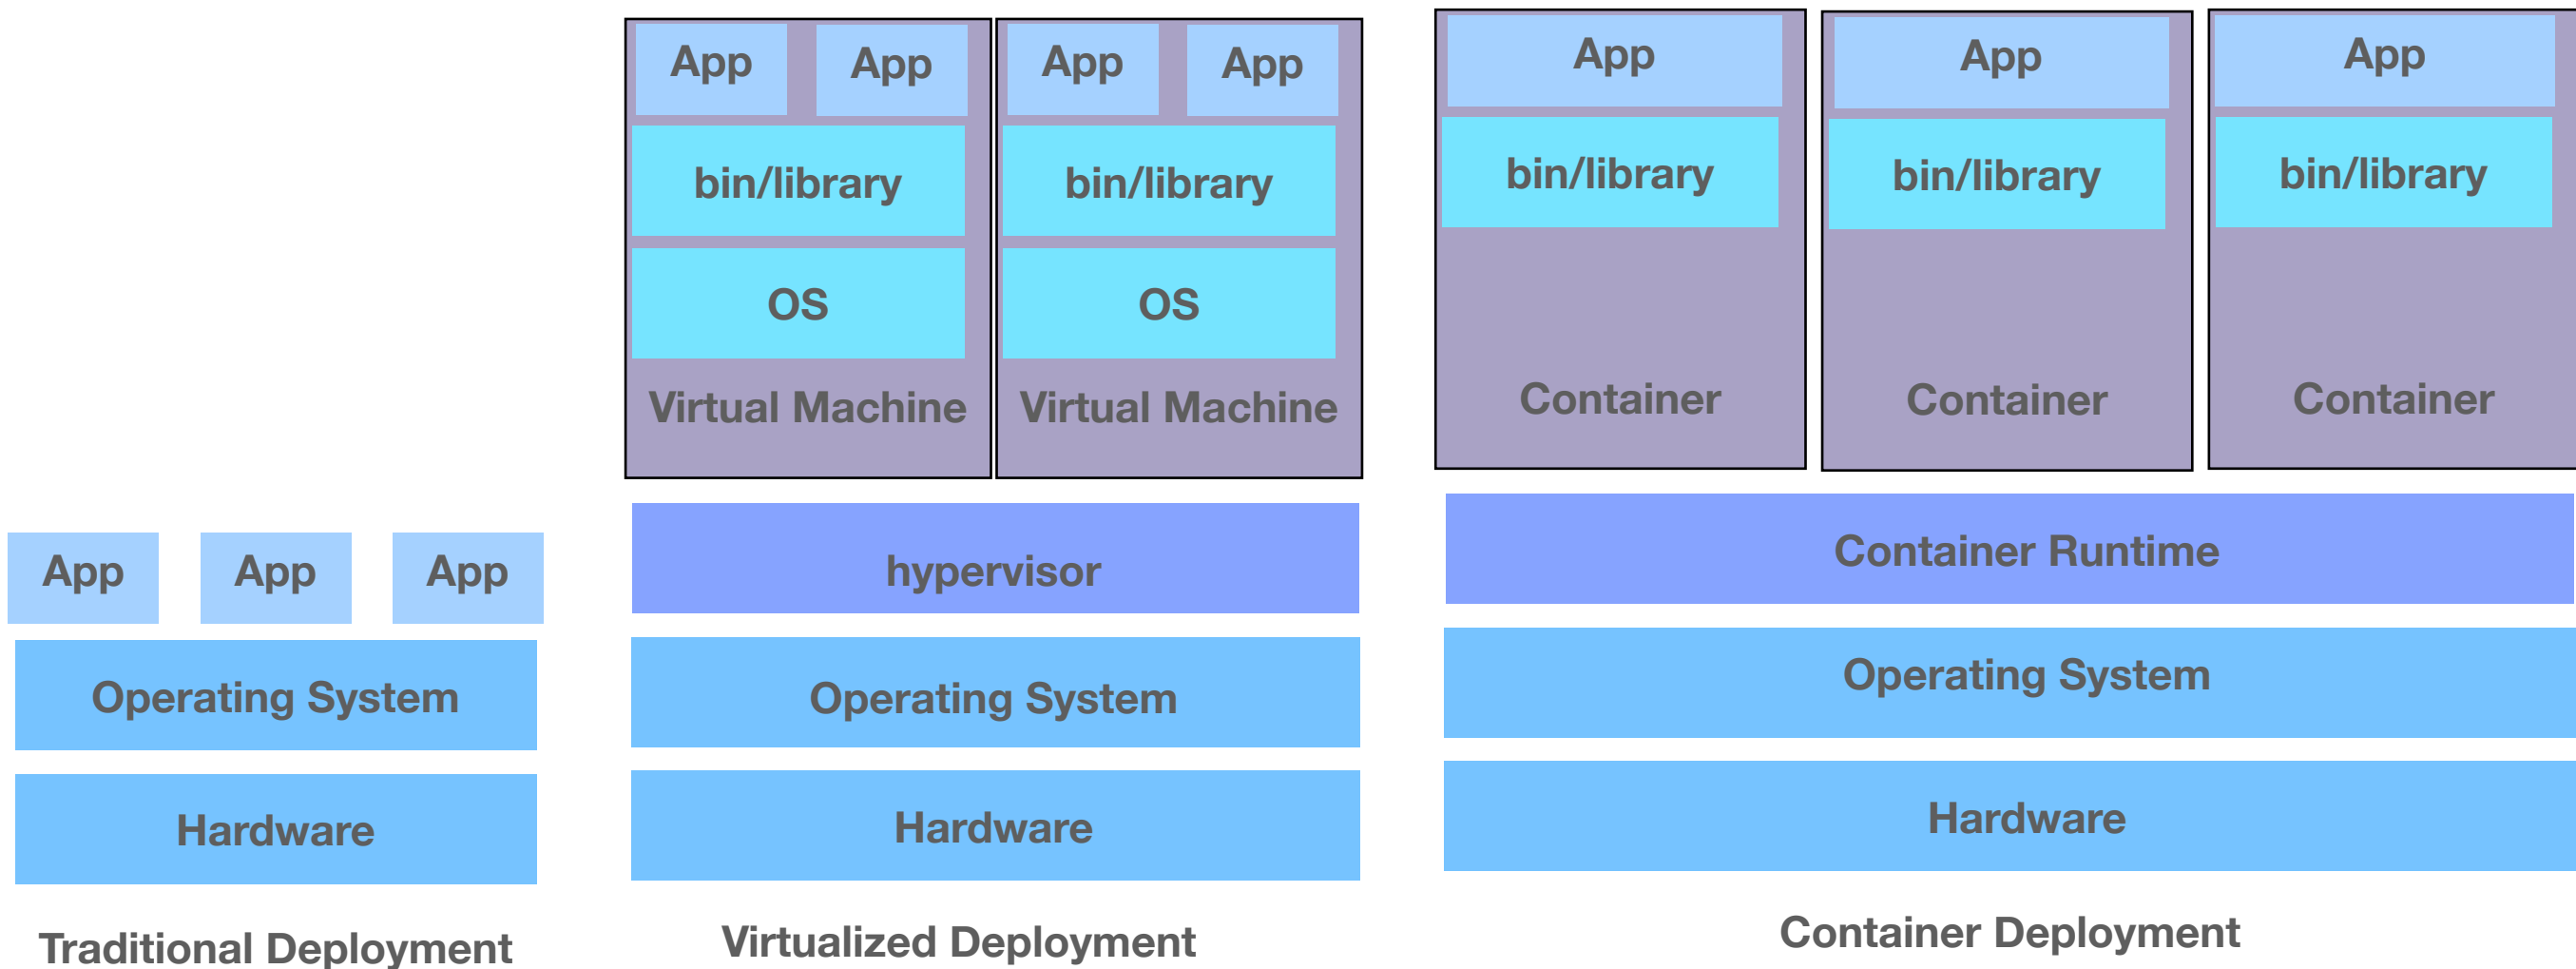 App
App
App
Operating System
Hardware
Traditional Deployment
App
App
bin/library
OS
Virtual Machine
App
App
bin/library
OS
Virtual Machine
hypervisor
Operating System
Hardware
Virtualized Deployment
App
bin/library
Container
App
bin/library
Container
App
bin/library
Container
Container Runtime
Operating System
Hardware
Container Deployment